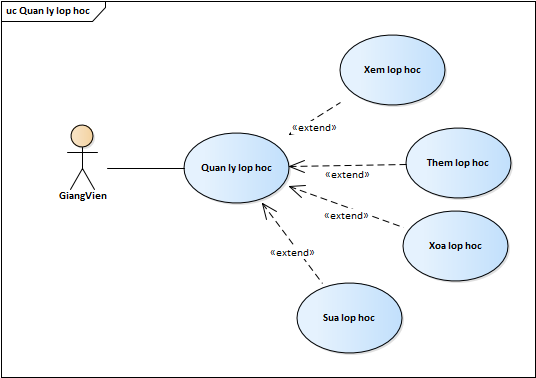 uc Quan ly lop hoc
Xem lop hoc
«extend»
Quan ly lop hoc
Them lop hoc
«extend»
GiangVien
«extend»
Xoa lop hoc
«extend»
Sua lop hoc